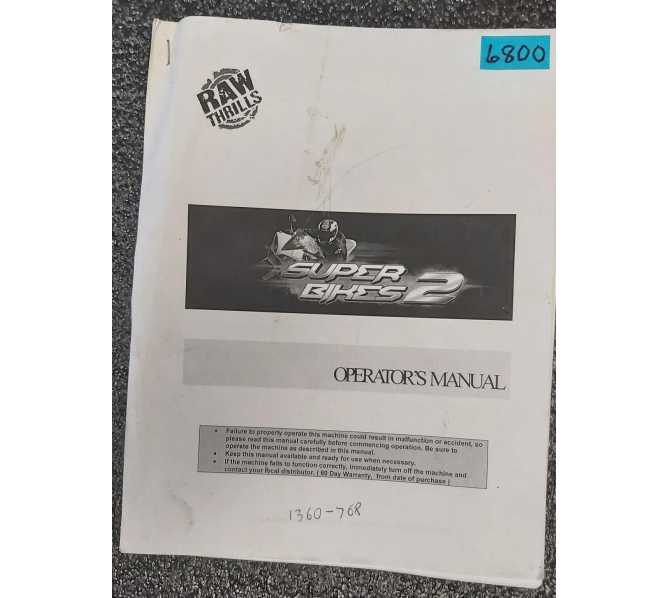 6800
RAW
THRILLS
SUPER
BIKES 2
OPERATOR'S MANUAL
• Failure to properly operate this machine could result in malfunction or accident, so
please read this manual carefully before commencing operation. Be sure to
operate the machine as described in this manual.
• Keep this manual available and ready for use when necessary.
• If the machine fails to function correctly, immediately turn off the machine and
contact your local distributor. ( 60 Day Warranty, from date of purchase )
1360-768